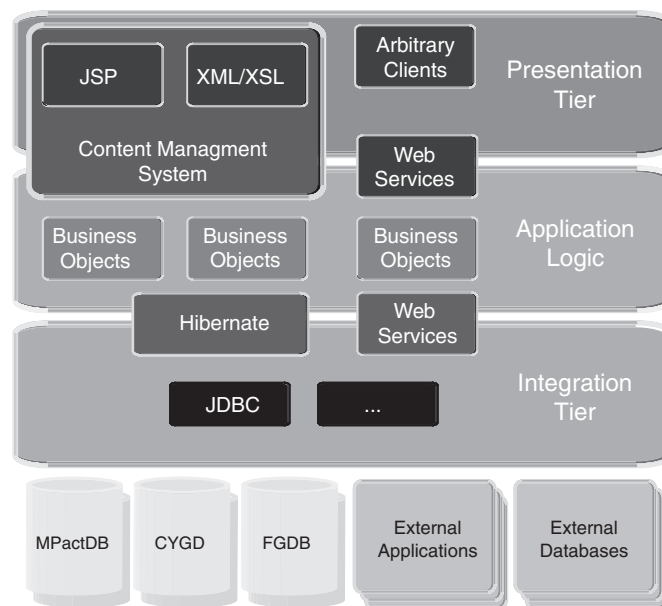 JSP
XML/XSL
Arbitrary
Clients
Presentation
Tier
Content Managment
System
Web
Services
Business
Objects
Business
Objects
Business
Objects
Application
Logic
Hibernate
Web
Services
Integration
Tier
JDBC
...
MPactDB
CYGD
FGDB
External
Applications
External
Databases